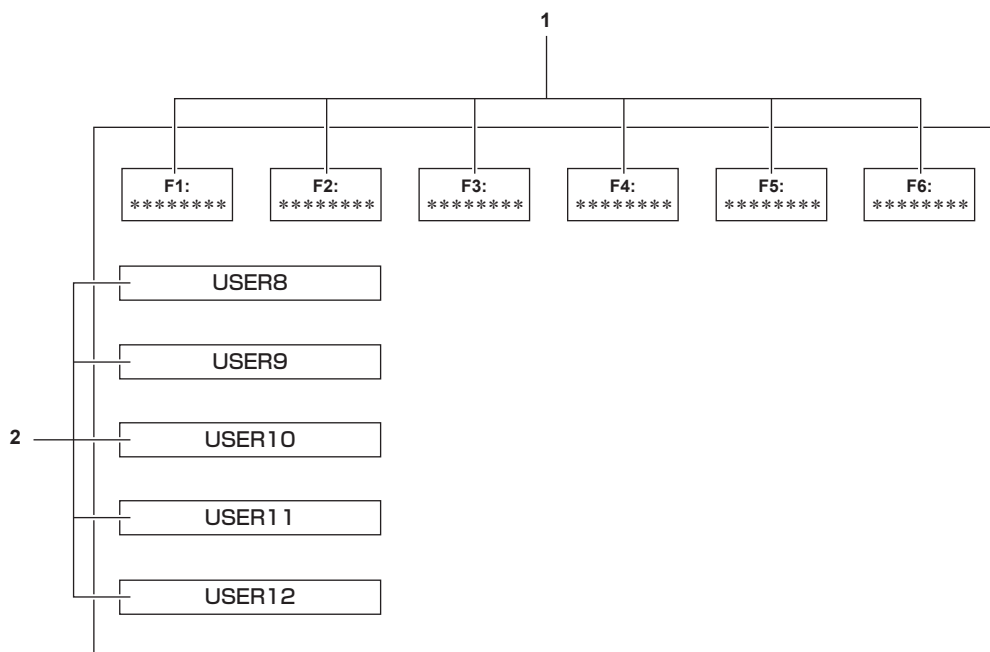 1
F1: F2: F3: F4: F5: F6:
******** ******** ******** ******** ******** ********
USER8
USER9
2 USER10
USER11
USER12